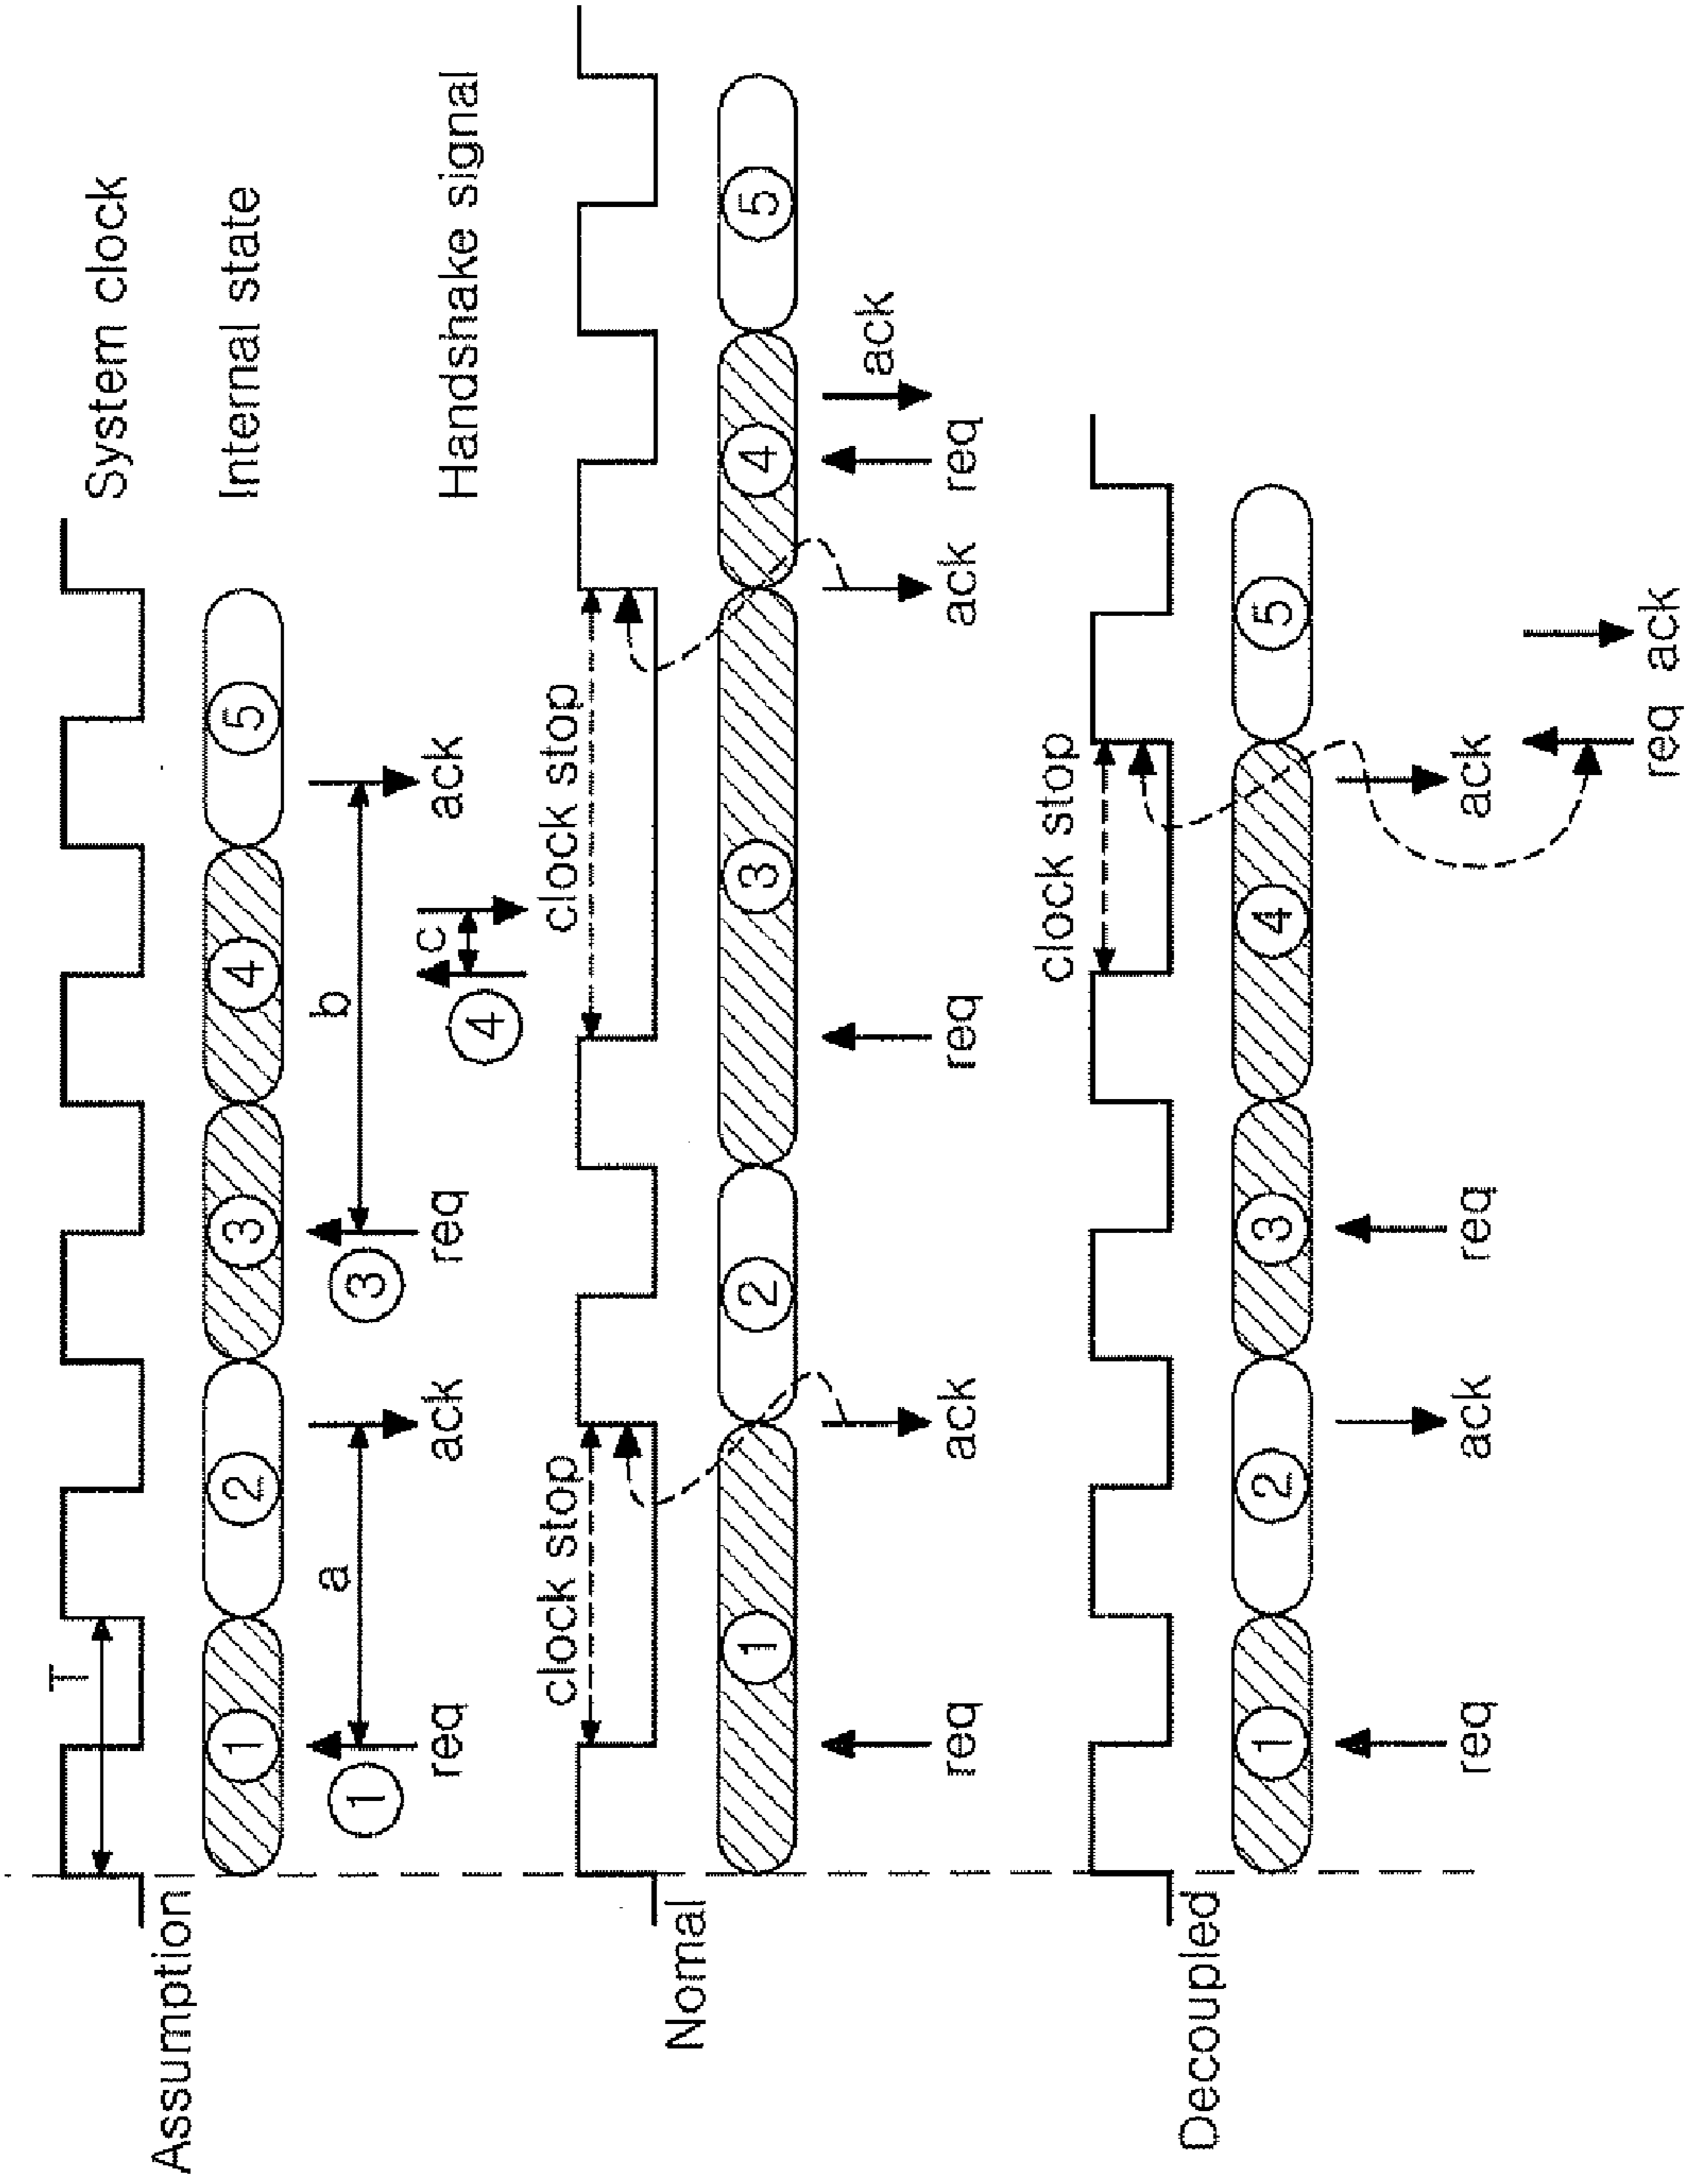 Assumption
T
System clock
① ② ③ ④ ⑤
Internal state
① a ③ b
req ack req ack
④ c
Handshake signal
Nomal
clock stop clock stop
① ② ③ ④ ⑤
ack
req ack req ack req
Decoupled
clock stop
① ② ③ ④ ⑤
req ack req ack
req ack